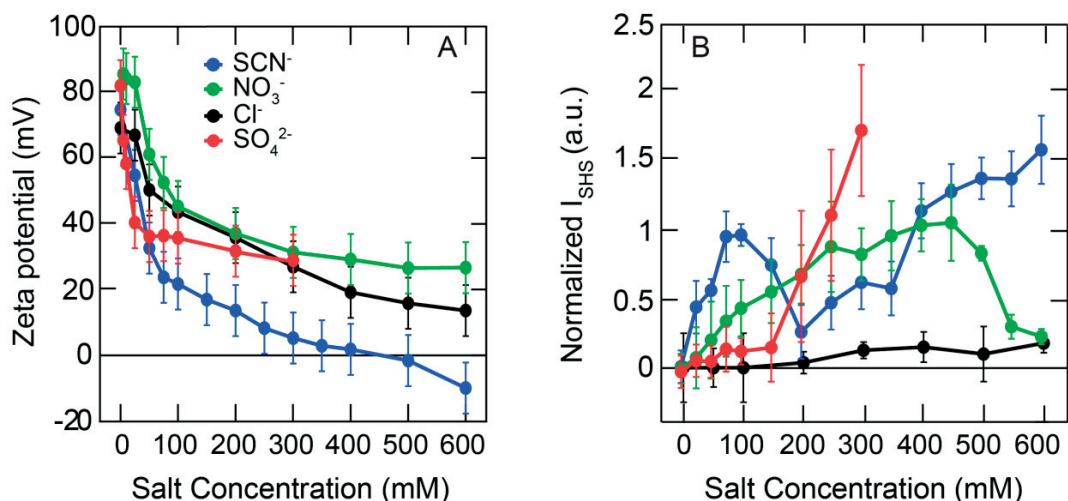 A
Zeta potential (mV)
100
80
60
40
20
0
-20
SCN⁻
NO₃⁻
Cl⁻
SO₄²⁻
0 100 200 300 400 500 600
Salt Concentration (mM)
B
Normalized I_SHS (a.u.)
2.5
2
1.5
1
0.5
0
0 100 200 300 400 500 600
Salt Concentration (mM)